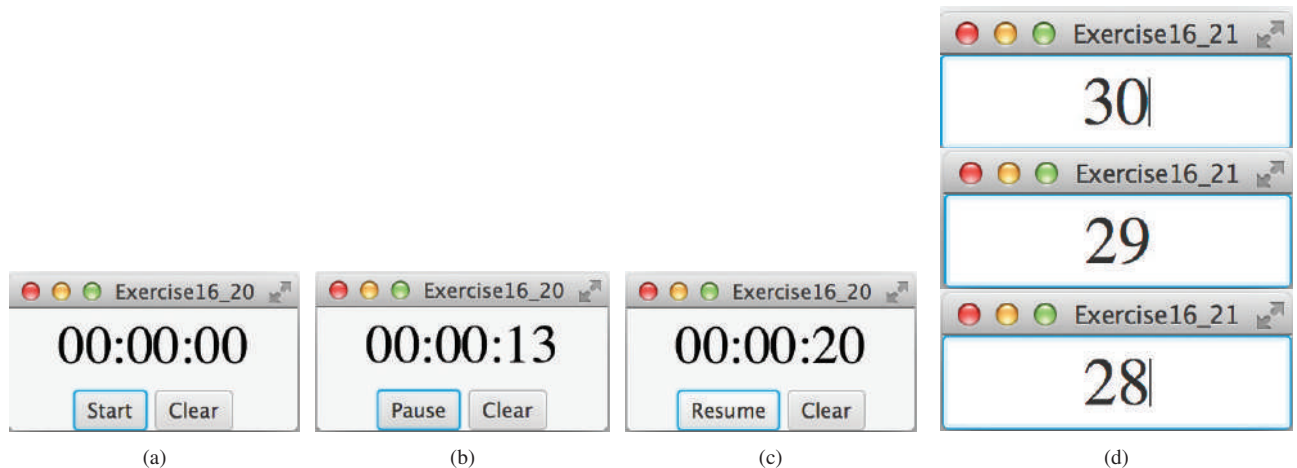 Exercise16_21
30
Exercise16_21
29
Exercise16_20
00:00:00
Start Clear
(a)
Exercise16_20
00:00:13
Pause Clear
(b)
Exercise16_20
00:00:20
Resume Clear
(c)
Exercise16_21
28
(d)